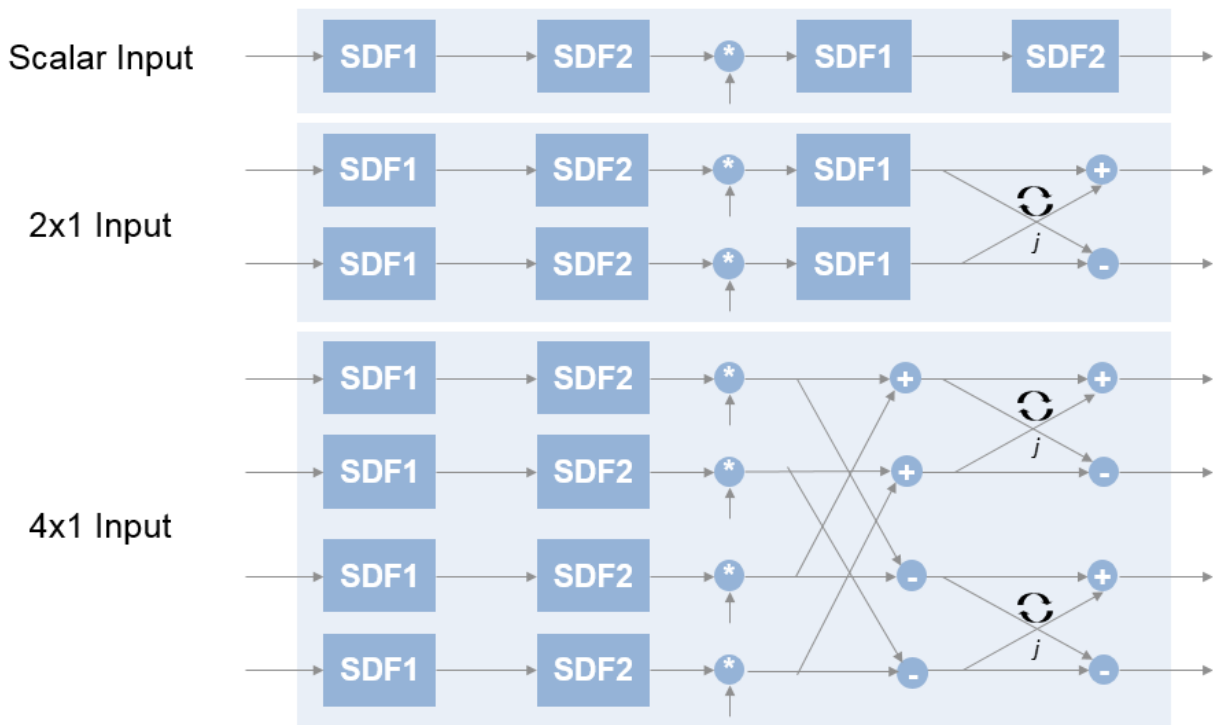 Scalar Input SDF1 SDF2 * SDF1 SDF2
SDF1 SDF2 * SDF1 +
2x1 Input j
SDF1 SDF2 * SDF1 -
SDF1 SDF2 * + +
j
SDF1 SDF2 * + -
4x1 Input
SDF1 SDF2 * - +
j
SDF1 SDF2 * - -